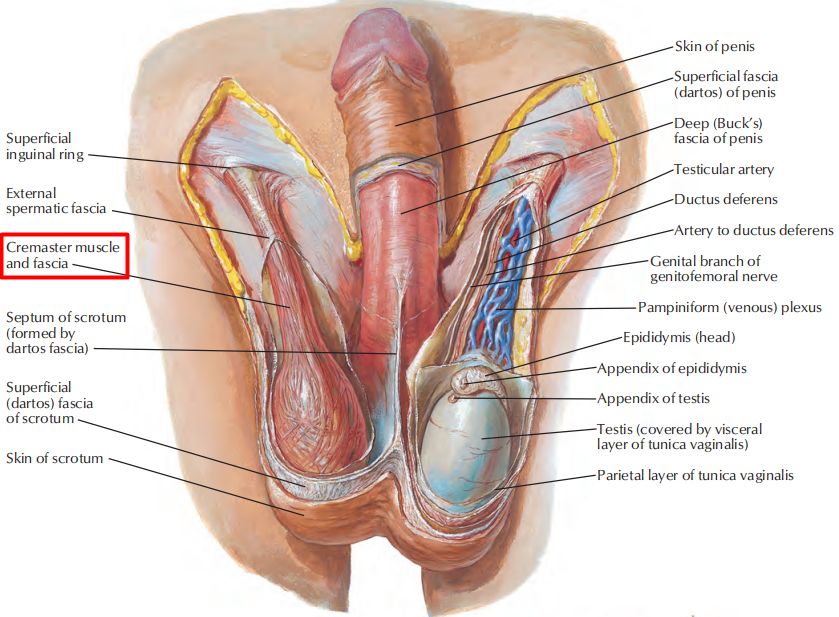 Superficial
inguinal ring
External
spermatic fascia
Cremaster muscle
and fascia
Septum of scrotum
(formed by
dartos fascia)
Superficial
(dartos) fascia
of scrotum
Skin of scrotum
Skin of penis
Superficial fascia
(dartos) of penis
Deep (Buck's)
fascia of penis
Testicular artery
Ductus deferens
Artery to ductus deferens
Genital branch of
genitofemoral nerve
Pampiniform (venous) plexus
Epididymis (head)
Appendix of epididymis
Appendix of testis
Testis (covered by visceral
layer of tunica vaginalis)
Parietal layer of tunica vaginalis